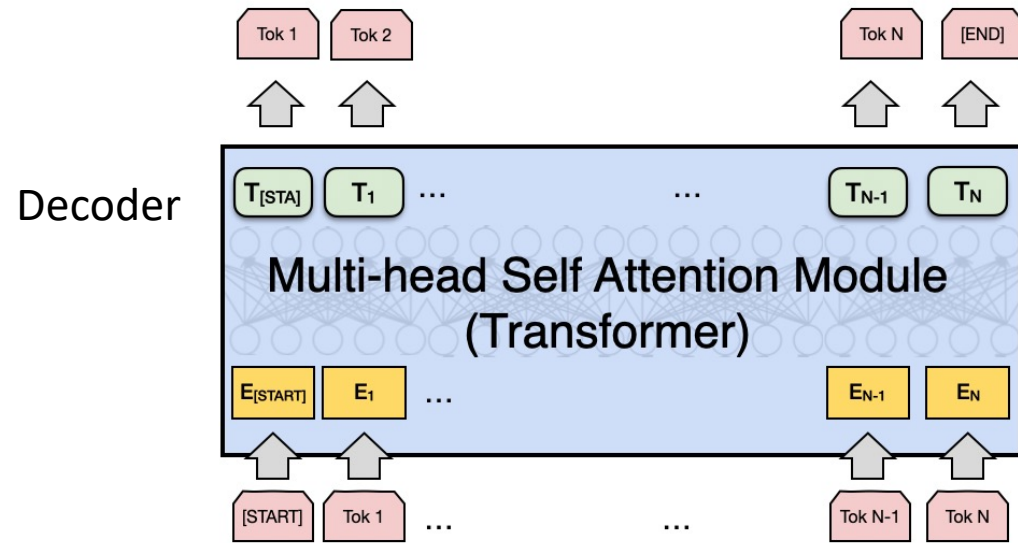 Tok 1 Tok 2 Tok N [END]
Decoder
T[STA] T1 ... ... TN-1 TN
Multi-head Self Attention Module
(Transformer)
E[START] E1 ... EN-1 EN
[START] Tok 1 ... ... Tok N-1 Tok N